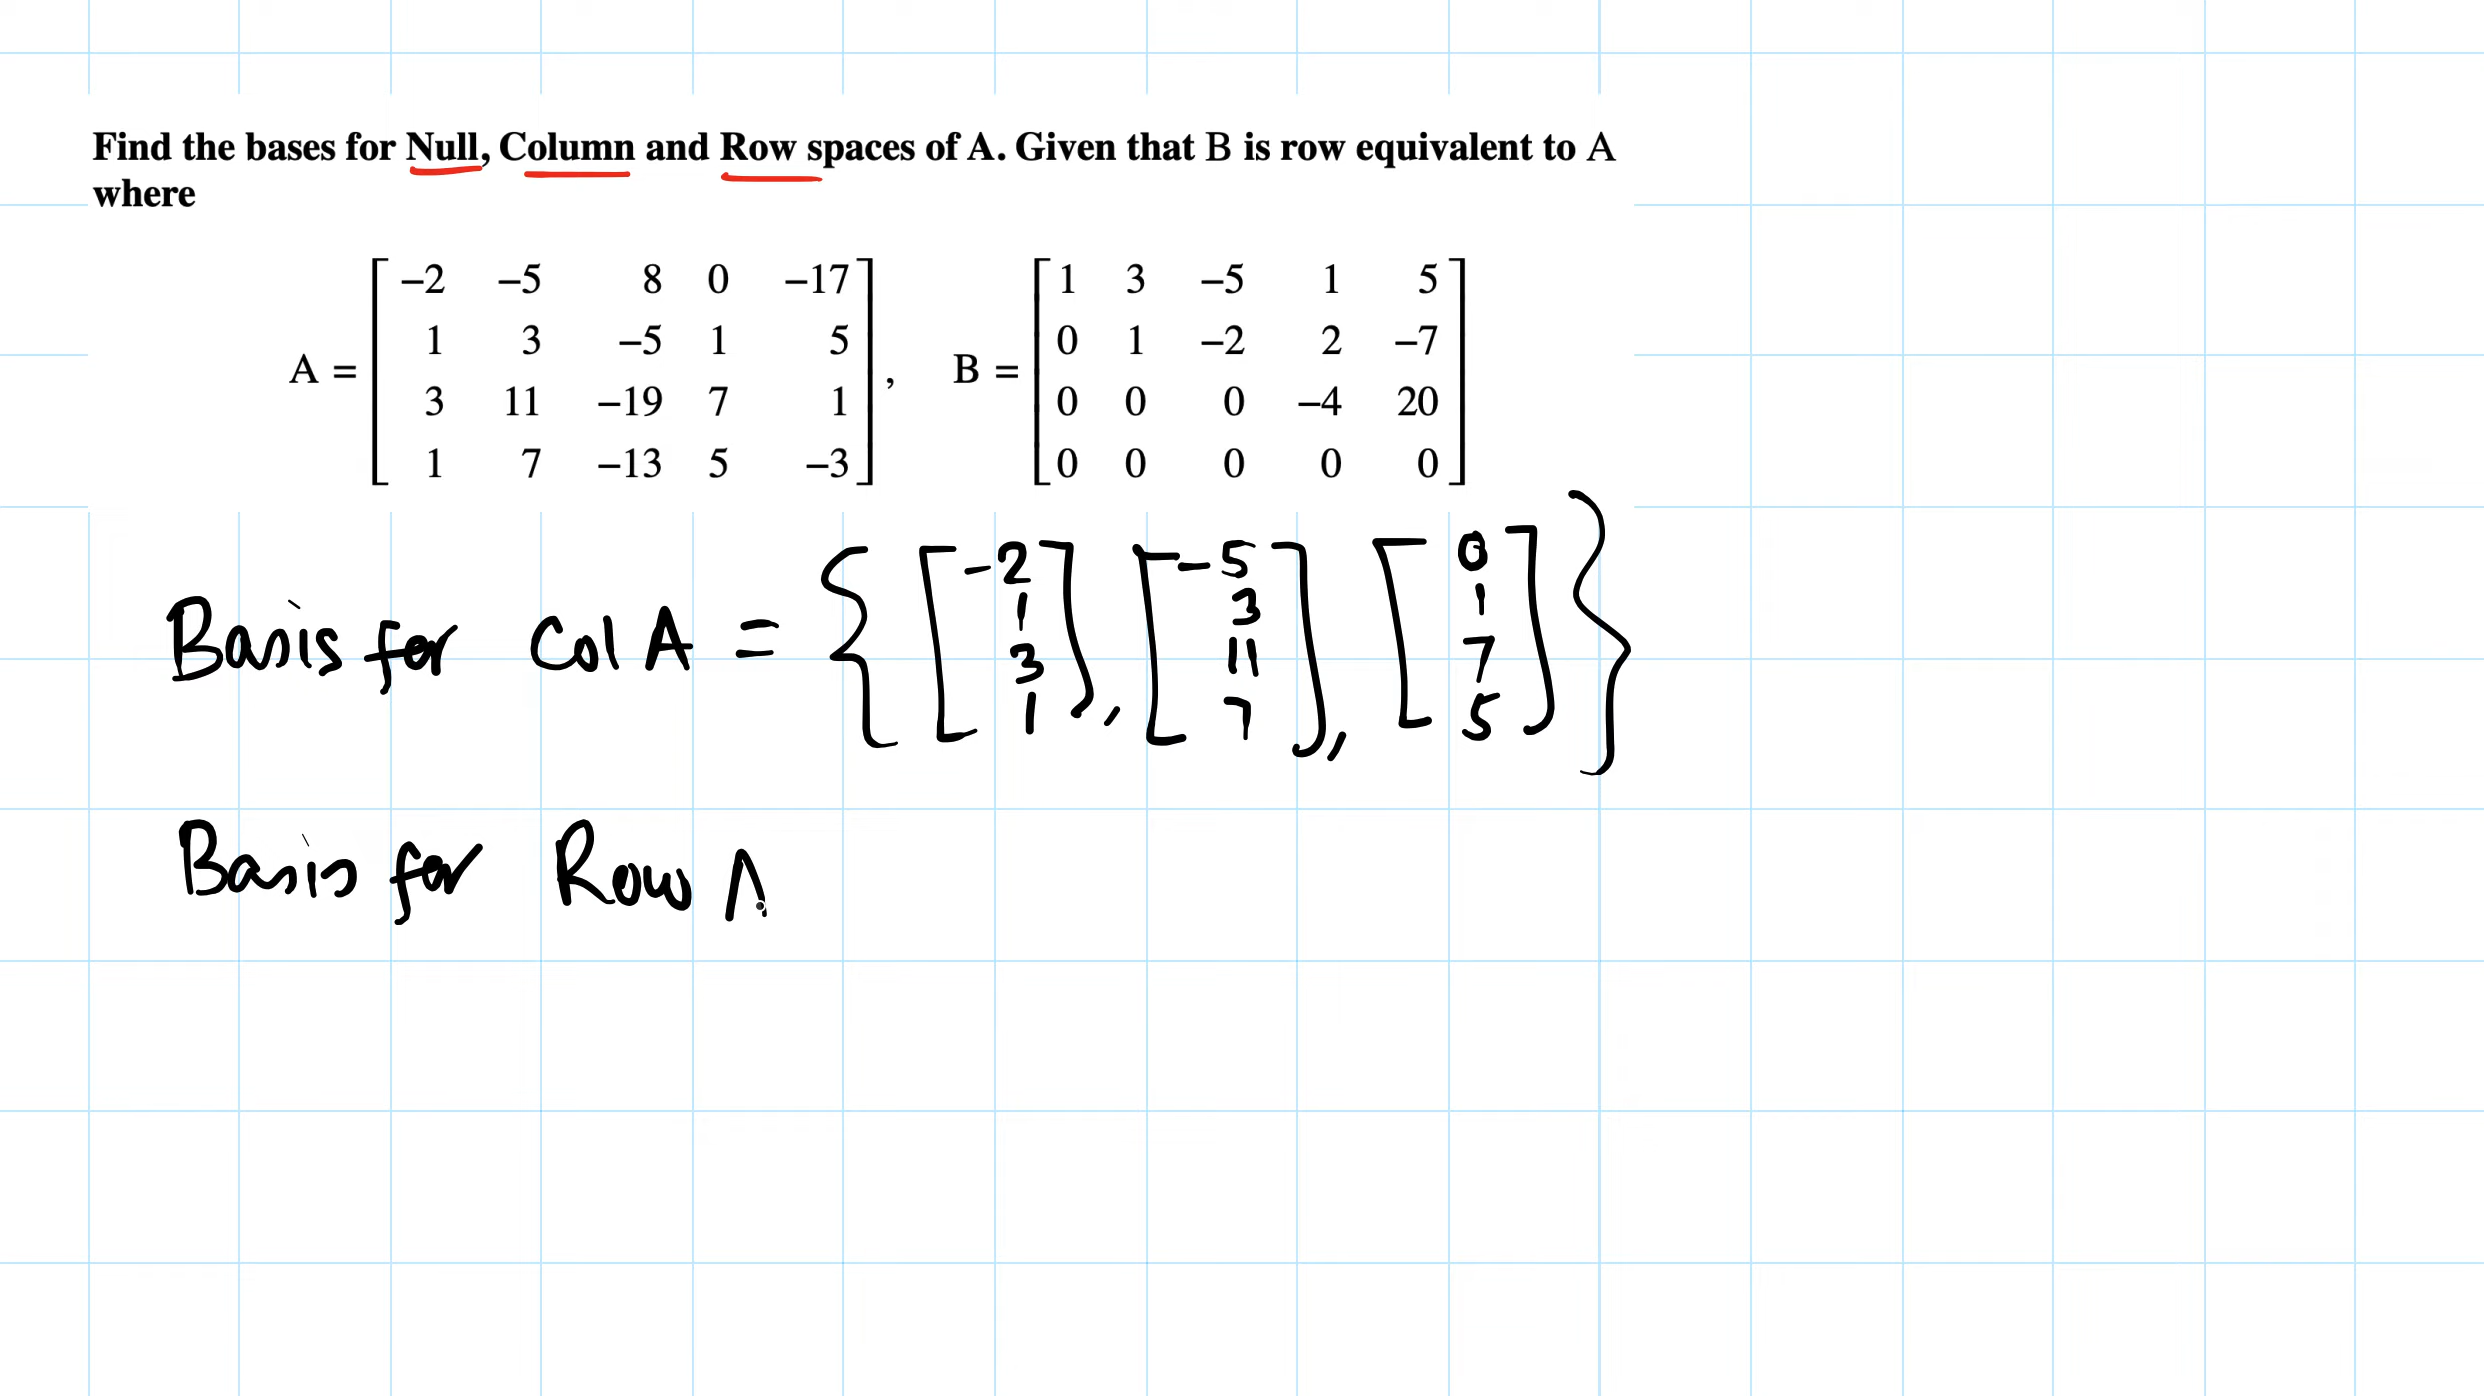 Find the bases for Null, Column and Row spaces of A. Given that B is row equivalent to A
where
A = [ −2 −5 8 0 −17
1 3 −5 1 5
3 11 −19 7 1
1 7 −13 5 −3 ] , B = [ 1 3 −5 1 5
0 1 −2 2 −7
0 0 0 −4 20
0 0 0 0 0 ]
Basis for Col A = { [ -2 1 3 1 ], [ -5 3 11 7 ], [ 0 1 7 5 ] }
Basis for Row A